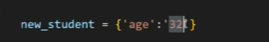 new_student = {'age':'32'}